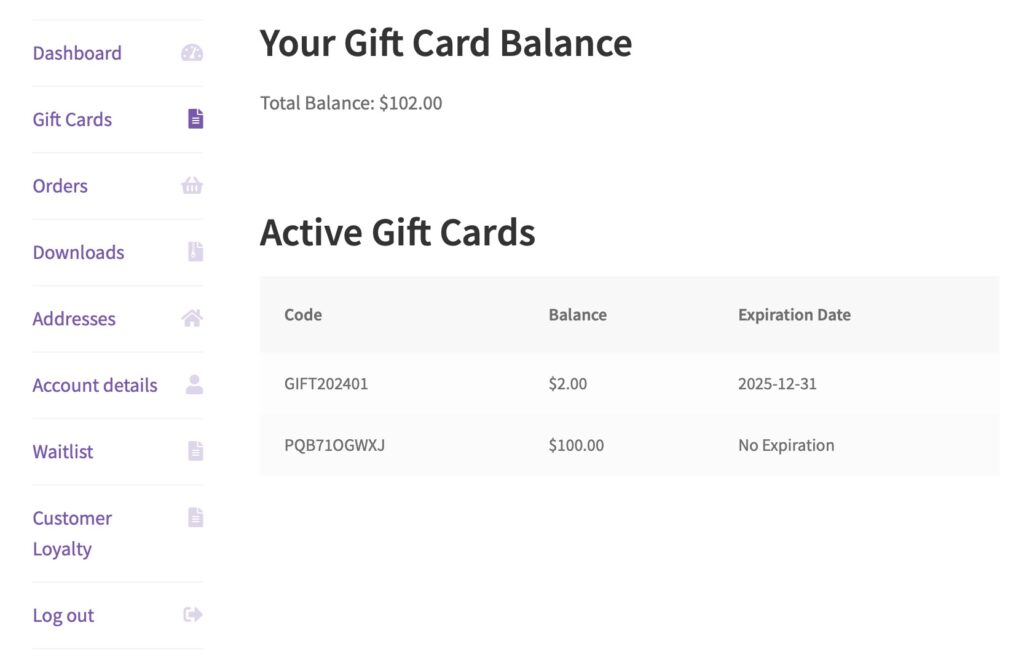 Dashboard
Gift Cards
Orders
Downloads
Addresses
Account details
Waitlist
Customer
Loyalty
Log out
Your Gift Card Balance
Total Balance: $102.00
Active Gift Cards
Code Balance Expiration Date
GIFT202401 $2.00 2025-12-31
PQB71OGWXJ $100.00 No Expiration